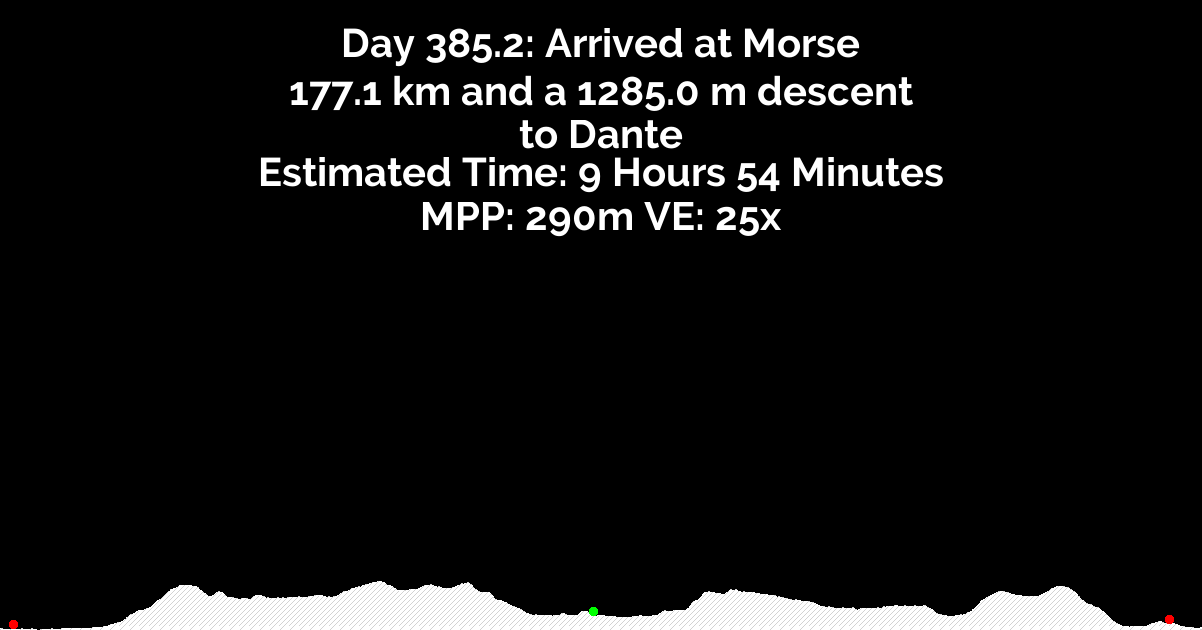 Day 385.2: Arrived at Morse
177.1 km and a 1285.0 m descent
to Dante
Estimated Time: 9 Hours 54 Minutes
MPP: 290m VE: 25x